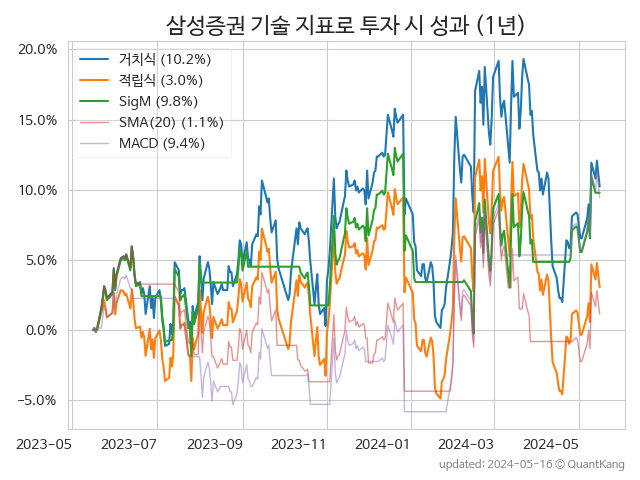 삼성증권 기술 지표로 투자 시 성과 (1년)
20.0%
15.0%
10.0%
5.0%
0.0%
−5.0%
거치식 (10.2%)
적립식 (3.0%)
SigM (9.8%)
SMA(20) (1.1%)
MACD (9.4%)
2023-05 2023-07 2023-09 2023-11 2024-01 2024-03 2024-05
updated: 2024-05-16 ⓒ QuantKang